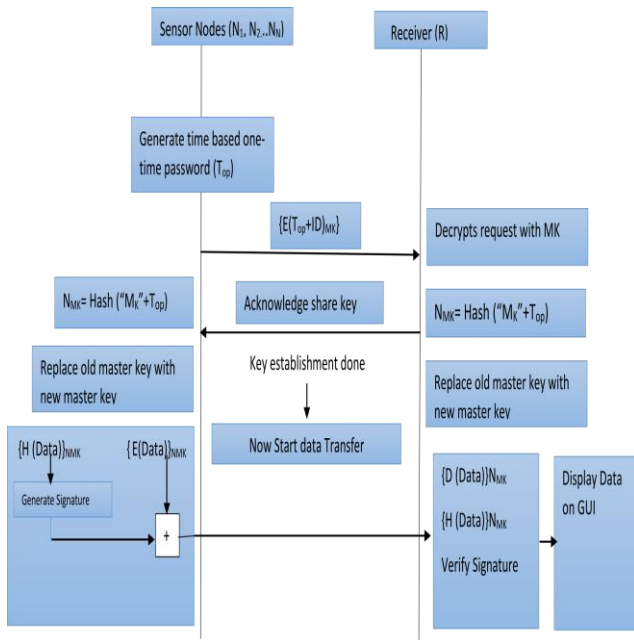 Sensor Nodes (N1, N2..NN)
Receiver (R)
Generate time based one-
time password (Top)
{E(Top+ID)MK}
Decrypts request with MK
NMK= Hash (“MK”+Top)
Acknowledge share key
NMK= Hash (“MK”+Top)
Replace old master key with
new master key
Key establishment done
Replace old master key with
new master key
Now Start data Transfer
{H (Data)}NMK
{ E(Data)}NMK
Generate Signature
+
{D (Data)}NMK
{H (Data)}NMK
Verify Signature
Display Data
on GUI